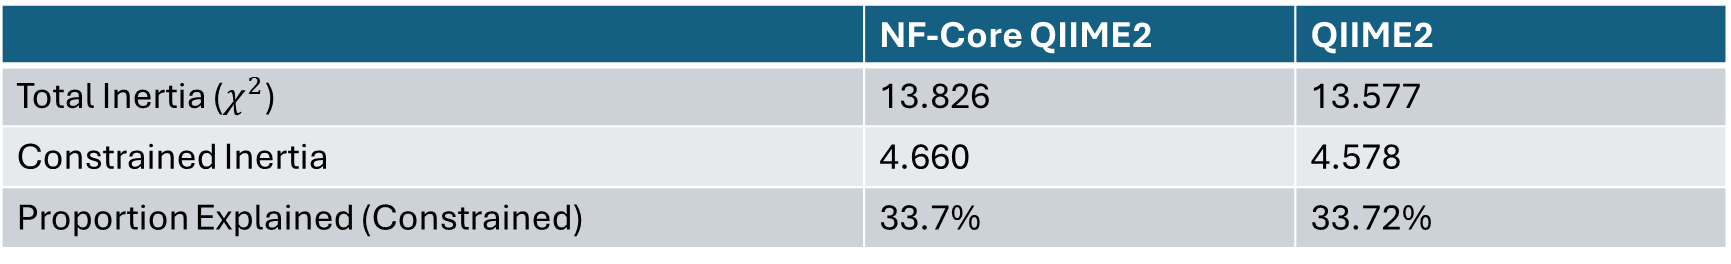 NF-Core QIIME2 QIIME2
Total Inertia (χ²) 13.826 13.577
Constrained Inertia 4.660 4.578
Proportion Explained (Constrained) 33.7% 33.72%